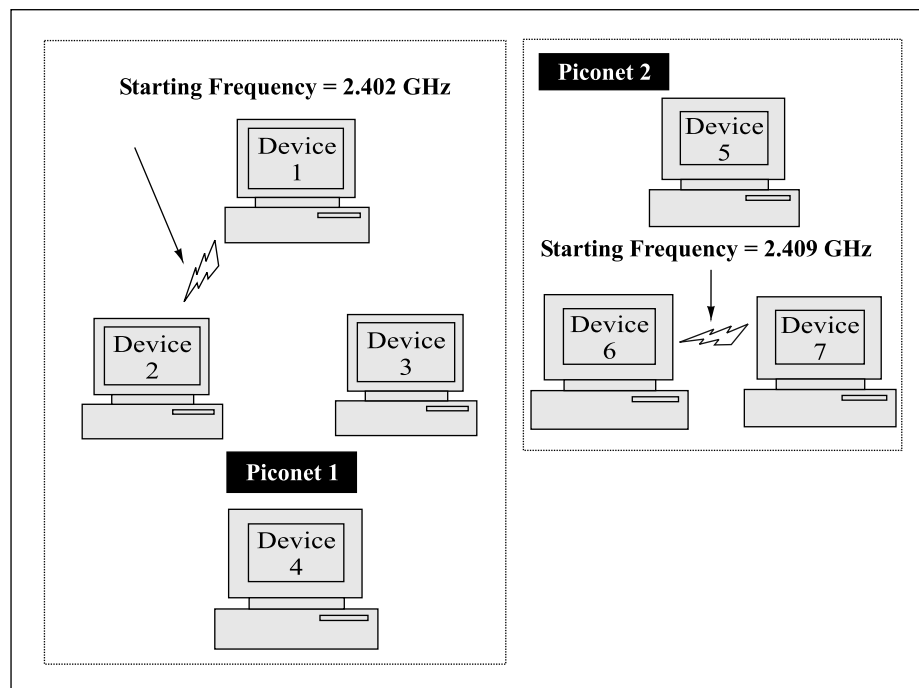 Starting Frequency = 2.402 GHz
Device
1
Device
2
Device
3
Piconet 1
Device
4
Piconet 2
Device
5
Starting Frequency = 2.409 GHz
Device
6
Device
7